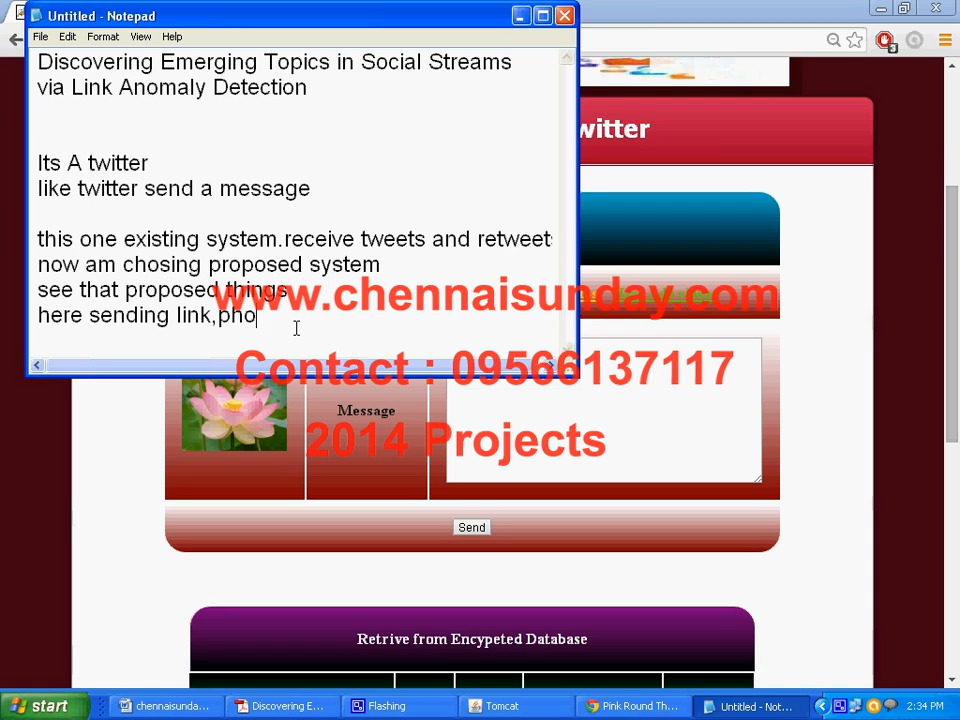 Untitled - Notepad
File Edit Format View Help
Discovering Emerging Topics in Social Streams
via Link Anomaly Detection
Its A twitter
like twitter send a message
this one existing system.receive tweets and retweets
now am chosing proposed system
see that proposed things
here sending link,pho
witter
www.chennaisunday.com
Contact : 09566137117
2014 Projects
Message
Send
Retrive from Encypeted Database
start
chennaisunda...
Discovering E...
Flashing
Tomcat
Pink Round Th...
Untitled - Not...
2:34 PM